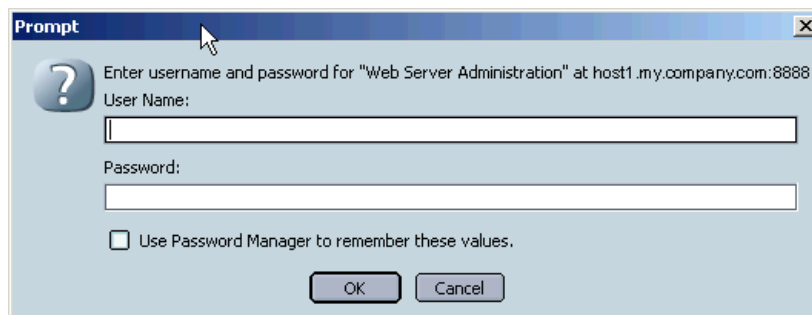 Prompt
Enter username and password for "Web Server Administration" at host1.my.company.com:8888
User Name:
Password:
Use Password Manager to remember these values.
OK
Cancel